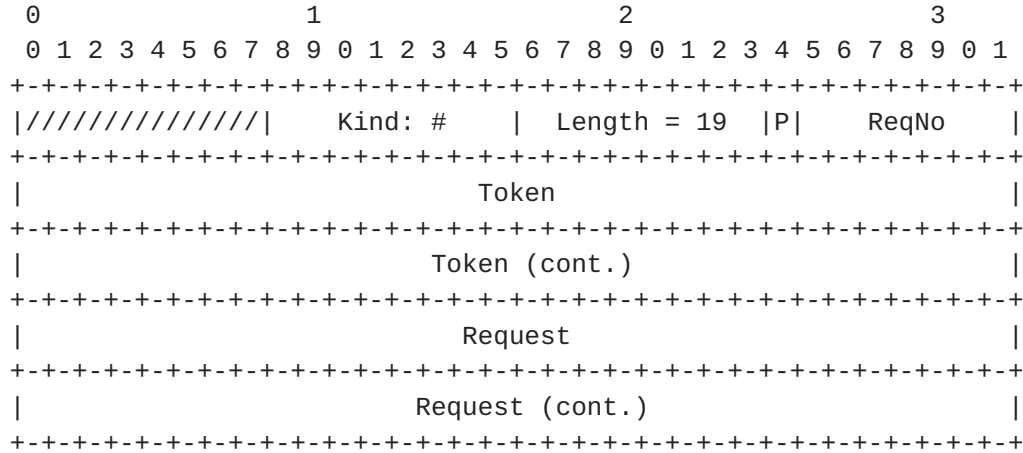 0                   1                   2                   3
 0 1 2 3 4 5 6 7 8 9 0 1 2 3 4 5 6 7 8 9 0 1 2 3 4 5 6 7 8 9 0 1
+-+-+-+-+-+-+-+-+-+-+-+-+-+-+-+-+-+-+-+-+-+-+-+-+-+-+-+-+-+-+-+-+
|///////////////|    Kind: #    |  Length = 19  |P|    ReqNo    |
+-+-+-+-+-+-+-+-+-+-+-+-+-+-+-+-+-+-+-+-+-+-+-+-+-+-+-+-+-+-+-+-+
|                             Token                             |
+-+-+-+-+-+-+-+-+-+-+-+-+-+-+-+-+-+-+-+-+-+-+-+-+-+-+-+-+-+-+-+-+
|                          Token (cont.)                        |
+-+-+-+-+-+-+-+-+-+-+-+-+-+-+-+-+-+-+-+-+-+-+-+-+-+-+-+-+-+-+-+-+
|                            Request                            |
+-+-+-+-+-+-+-+-+-+-+-+-+-+-+-+-+-+-+-+-+-+-+-+-+-+-+-+-+-+-+-+-+
|                         Request (cont.)                       |
+-+-+-+-+-+-+-+-+-+-+-+-+-+-+-+-+-+-+-+-+-+-+-+-+-+-+-+-+-+-+-+-+